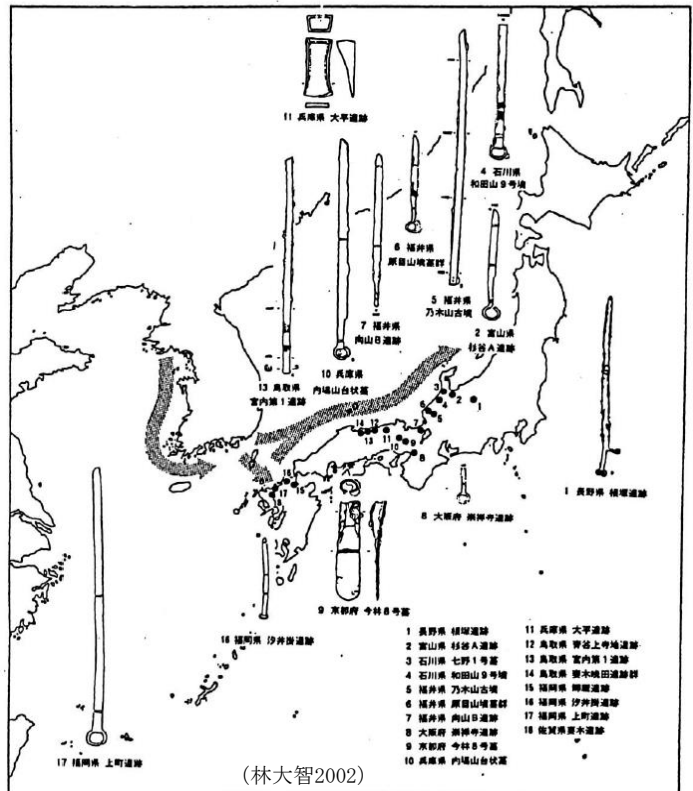 11 兵庫県 大平遺跡
4 石川県
和田山9号墳
6 福井県
原目山墳墓群
5 福井県
乃木山古墳
7 福井県
向山B遺跡
2 富山県
杉谷A遺跡
10 兵庫県
内場山台状墓
13 鳥取県
宮内第1遺跡
1 長野県 根塚遺跡
8 大阪府 崇禅寺遺跡
9 京都府 今林8号墓
16 福岡県 汐井掛遺跡
17 福岡県 上町遺跡
1 長野県 根塚遺跡
2 富山県 杉谷A遺跡
3 石川県 七野1号墓
4 石川県 和田山9号墳
5 福井県 乃木山古墳
6 福井県 原目山墳墓群
7 福井県 向山B遺跡
8 大阪府 崇禅寺遺跡
9 京都府 今林8号墓
10 兵庫県 内場山台状墓
11 兵庫県 大平遺跡
12 鳥取県 青谷上寺地遺跡
13 鳥取県 宮内第1遺跡
14 鳥取県 妻木晩田遺跡群
15 福岡県
16 福岡県 汐井掛遺跡
17 福岡県 上町遺跡
18 佐賀県
(林大智2002)